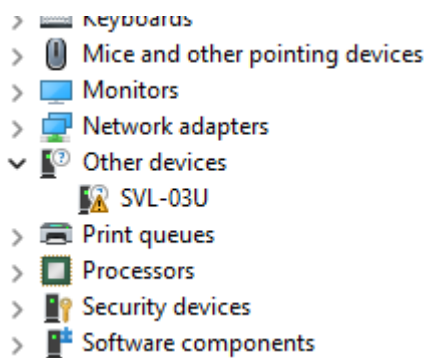 Keyboards
Mice and other pointing devices
Monitors
Network adapters
Other devices
SVL-03U
Print queues
Processors
Security devices
Software components